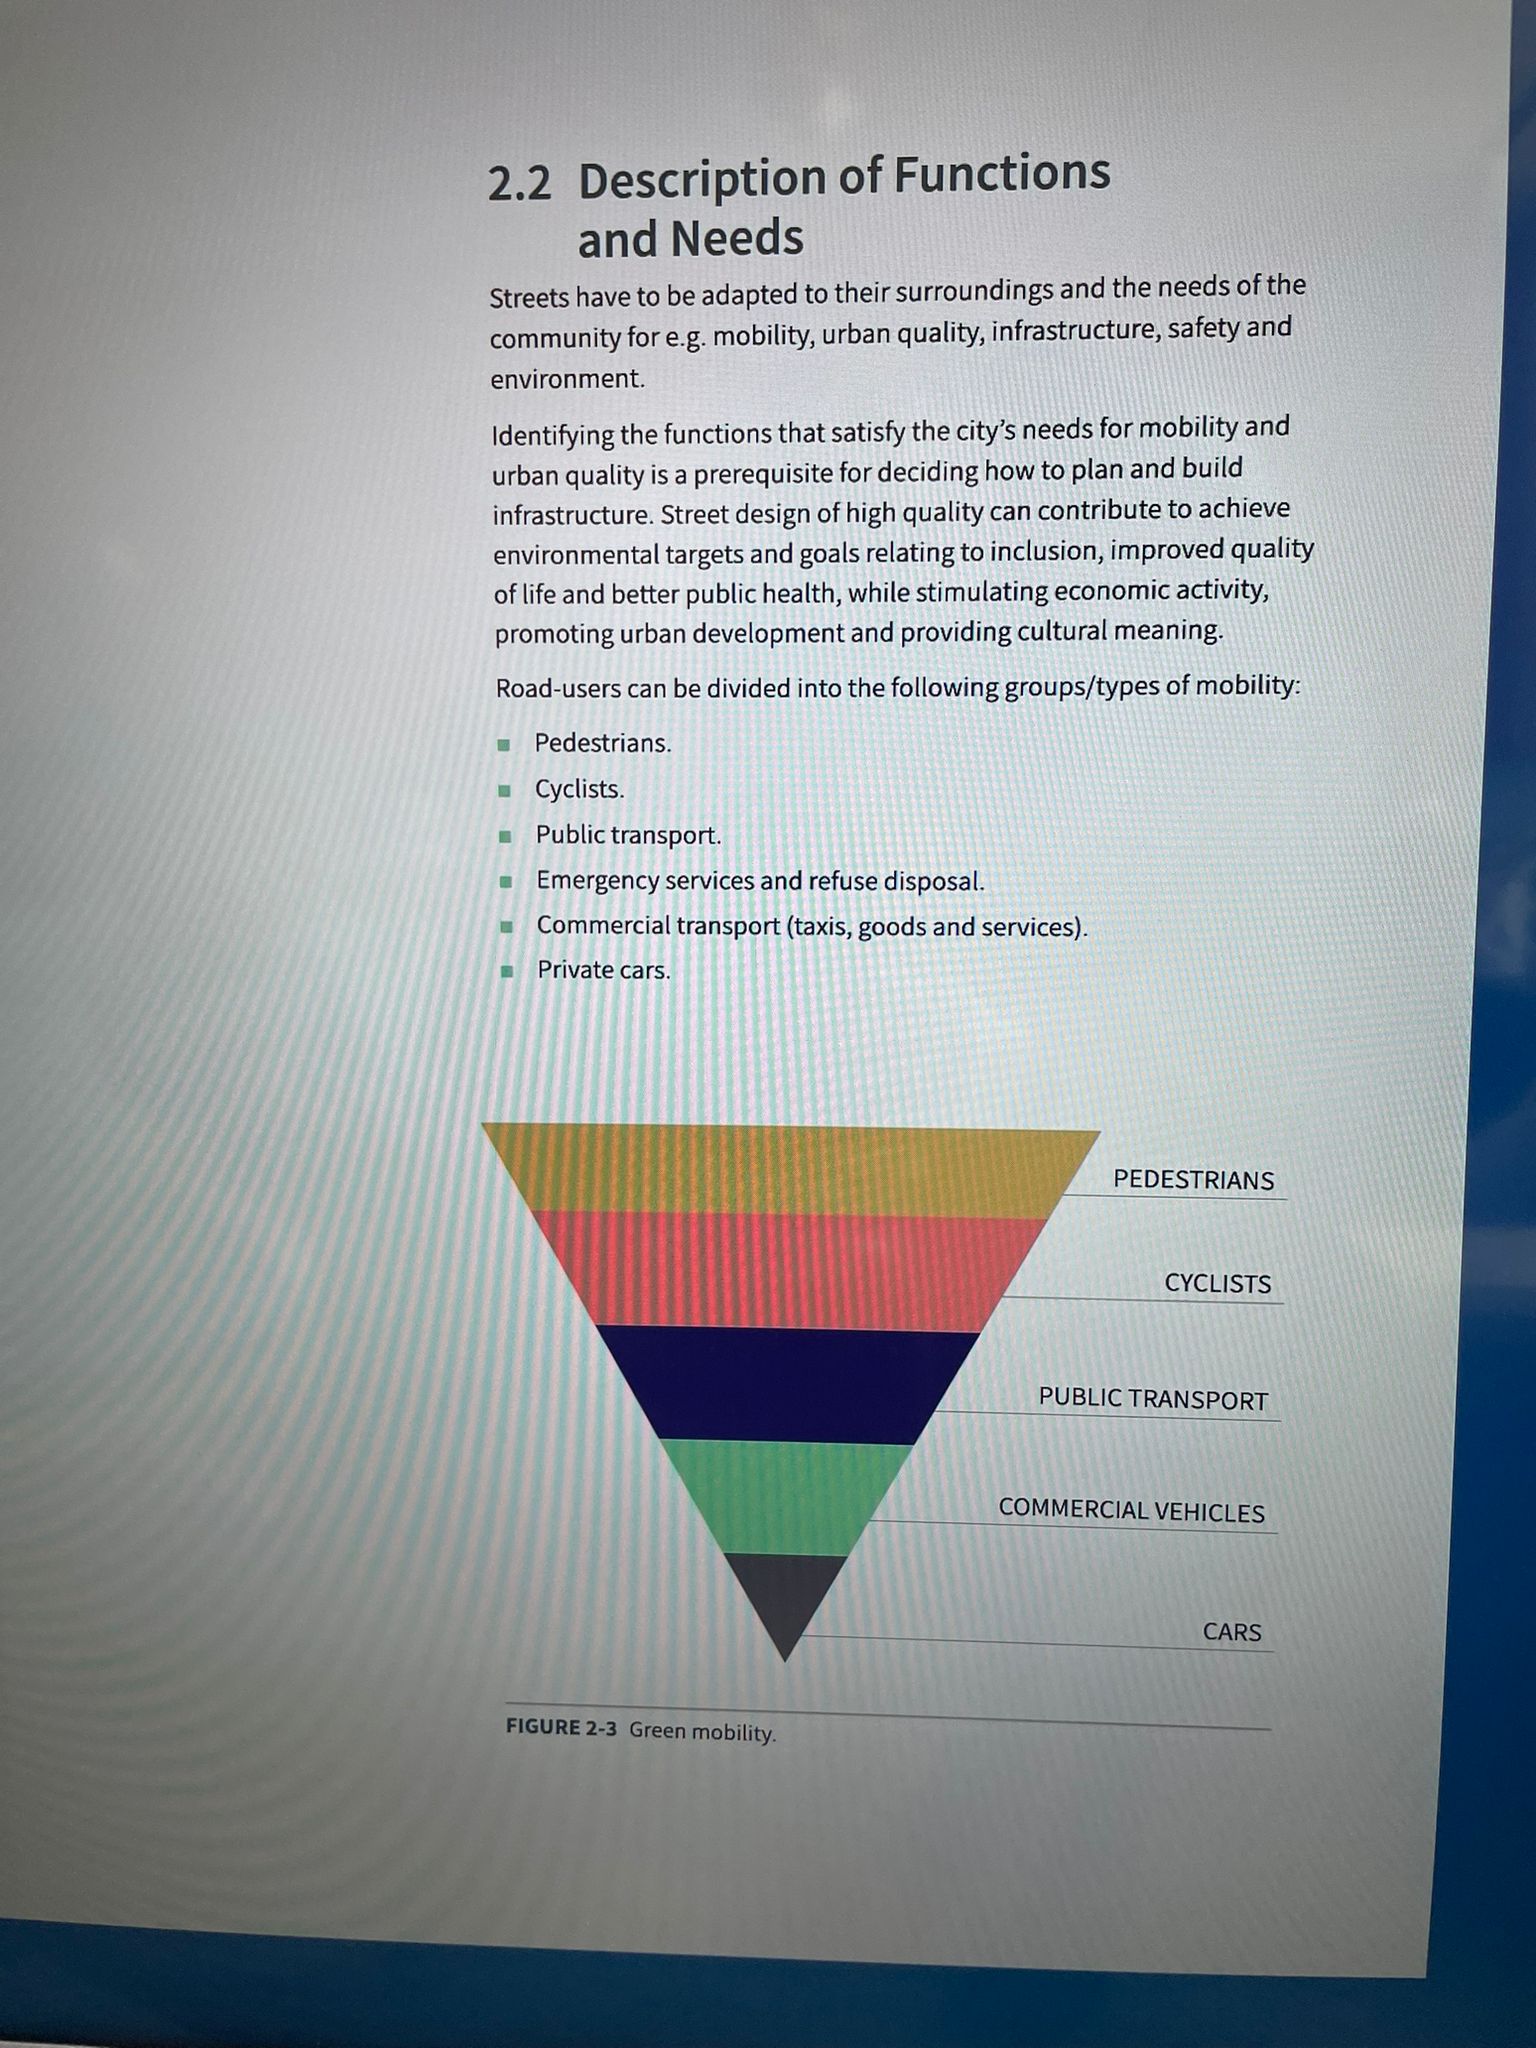 2.2 Description of Functions
and Needs
Streets have to be adapted to their surroundings and the needs of the
community for e.g. mobility, urban quality, infrastructure, safety and
environment.
Identifying the functions that satisfy the city's needs for mobility and
urban quality is a prerequisite for deciding how to plan and build
infrastructure. Street design of high quality can contribute to achieve
environmental targets and goals relating to inclusion, improved quality
of life and better public health, while stimulating economic activity,
promoting urban development and providing cultural meaning.
Road-users can be divided into the following groups/types of mobility:
Pedestrians.
Cyclists.
Public transport.
Emergency services and refuse disposal.
Commercial transport (taxis, goods and services).
Private cars.
PEDESTRIANS
CYCLISTS
PUBLIC TRANSPORT
COMMERCIAL VEHICLES
CARS
FIGURE 2-3 Green mobility.